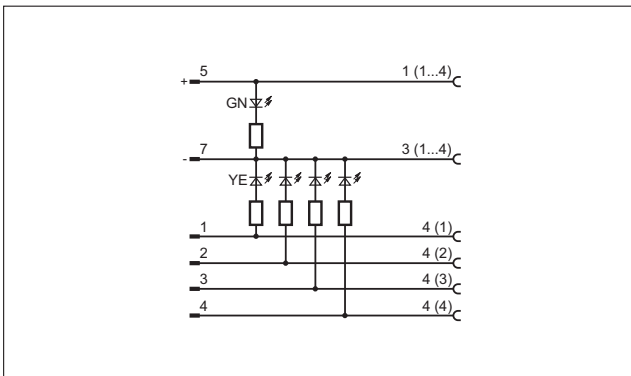 + 5 1 (1...4)
GN
- 7 3 (1...4)
YE
1 4 (1)
2 4 (2)
3 4 (3)
4 4 (4)